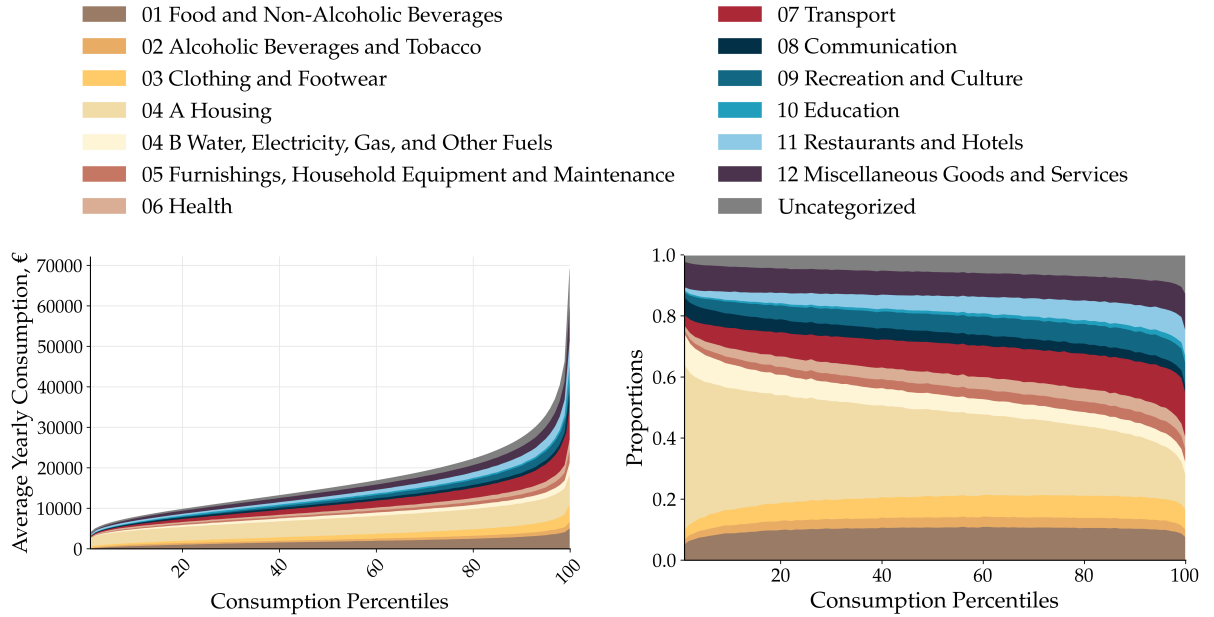 01 Food and Non-Alcoholic Beverages
02 Alcoholic Beverages and Tobacco
03 Clothing and Footwear
04 A Housing
04 B Water, Electricity, Gas, and Other Fuels
05 Furnishings, Household Equipment and Maintenance
06 Health
07 Transport
08 Communication
09 Recreation and Culture
10 Education
11 Restaurants and Hotels
12 Miscellaneous Goods and Services
Uncategorized
Average Yearly Consumption, €
70000
60000
50000
40000
30000
20000
10000
0
20
40
60
80
100
Consumption Percentiles
Proportions
1.0
0.8
0.6
0.4
0.2
0.0
20
40
60
80
100
Consumption Percentiles